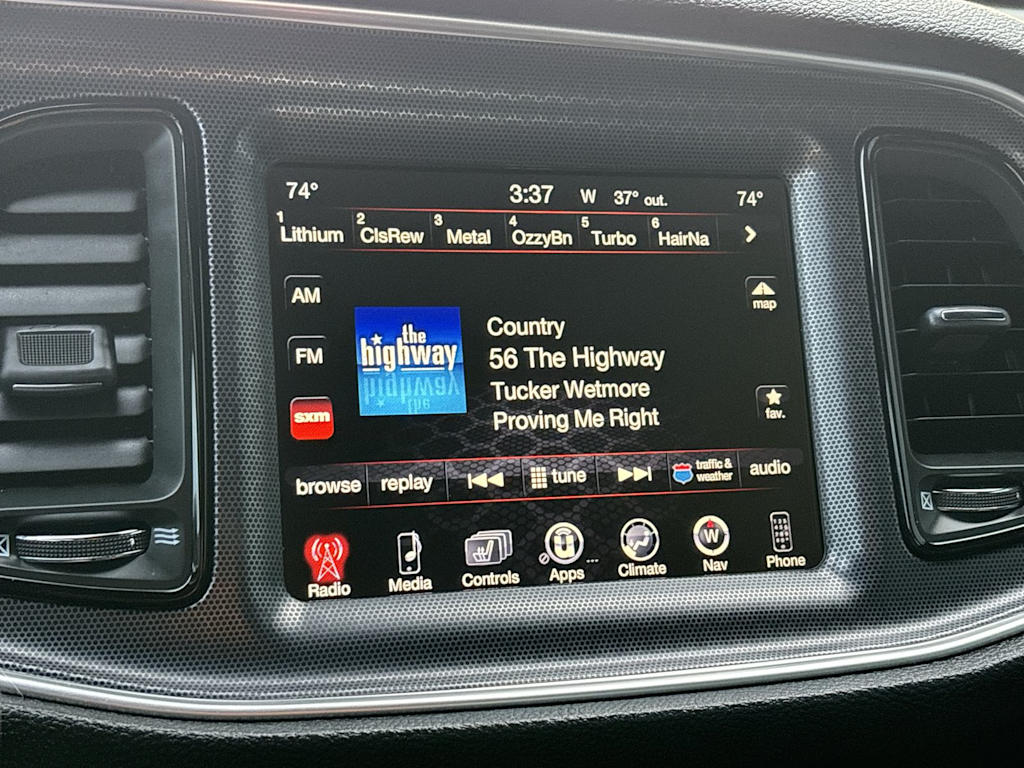 74° 3:37 W 37° out. 74°
1 Lithium 2 ClsRew 3 Metal 4 OzzyBn 5 Turbo 6 HairNa
AM
map
the
highway
Country
56 The Highway
FM
Tucker Wetmore
Proving Me Right
sxm
fav.
browse replay tune traffic & weather audio
Radio Media Controls Apps ... Climate W Nav Phone